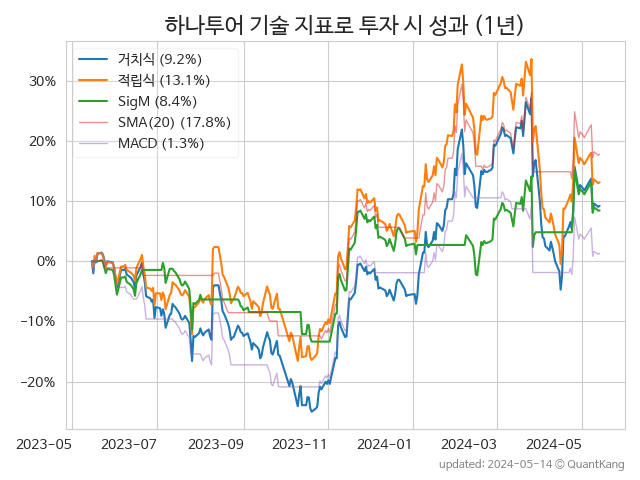 하나투어 기술 지표로 투자 시 성과 (1년)
거치식 (9.2%)
적립식 (13.1%)
SigM (8.4%)
SMA(20) (17.8%)
MACD (1.3%)
30%
20%
10%
0%
−10%
−20%
2023-05 2023-07 2023-09 2023-11 2024-01 2024-03 2024-05
updated: 2024-05-14 © QuantKang